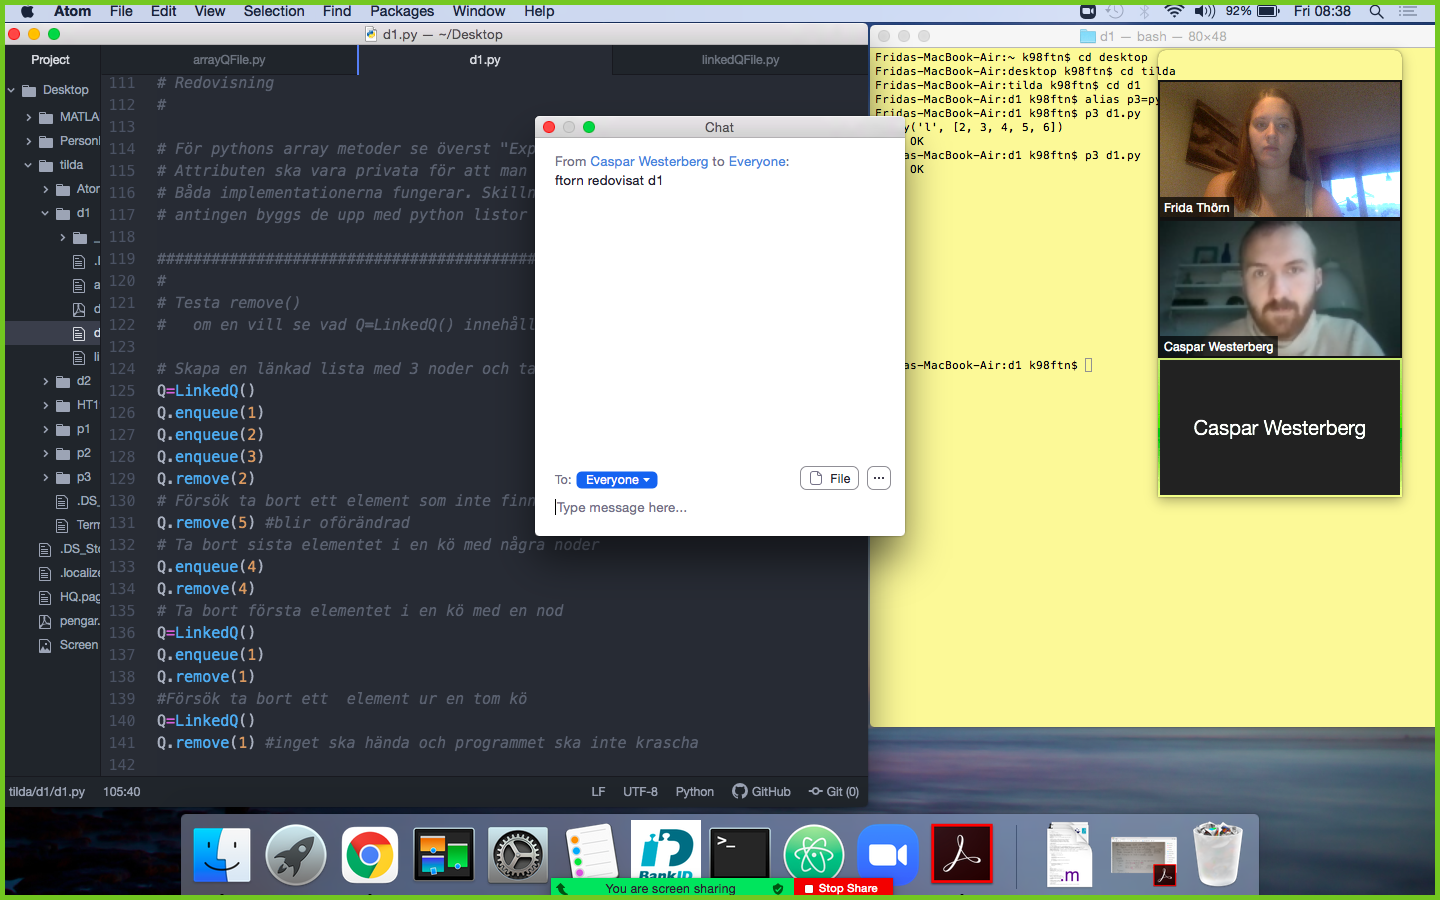 Atom File Edit View Selection Find Packages Window Help
92% Fri 08:38
d1.py — ~/Desktop
Project
arrayQFile.py
d1.py
linkedQFile.py
Desktop
MATLA
Personl
tilda
Ator
d1
_
.I
a
d
d
li
d2
HT1
p1
p2
p3
.DS_
Tern
.DS_Sto
.localize
HQ.pag
pengar.
Screen
111 # Redovisning
112 #
113
114 # För pythons array metoder se överst "Exp
115 # Attributen ska vara privata för att man
116 # Båda implementationerna fungerar. Skilln
117 # antingen byggs de upp med python listor
118
119 ##########################################
120 #
121 # Testa remove()
122 #   om en vill se vad Q=LinkedQ() innehåll
123
124 # Skapa en länkad lista med 3 noder och ta
125 Q=LinkedQ()
126 Q.enqueue(1)
127 Q.enqueue(2)
128 Q.enqueue(3)
129 Q.remove(2)
130 # Försök ta bort ett element som inte finn
131 Q.remove(5) #blir oförändrad
132 # Ta bort sista elementet i en kö med några noder
133 Q.enqueue(4)
134 Q.remove(4)
135 # Ta bort första elementet i en kö med en nod
136 Q=LinkedQ()
137 Q.enqueue(1)
138 Q.remove(1)
139 #Försök ta bort ett  element ur en tom kö
140 Q=LinkedQ()
141 Q.remove(1) #inget ska hända och programmet ska inte krascha
142
tilda/d1/d1.py 105:40 LF UTF-8 Python GitHub Git (0)
Chat
From Caspar Westerberg to Everyone:
ftorn redovisat d1
To: Everyone
File
Type message here...
d1 — bash — 80×48
Fridas-MacBook-Air:~ k98ftn$ cd desktop
Fridas-MacBook-Air:desktop k98ftn$ cd tilda
Fridas-MacBook-Air:tilda k98ftn$ cd d1
Fridas-MacBook-Air:d1 k98ftn$ alias p3=py
Fridas-MacBook-Air:d1 k98ftn$ p3 d1.py
y('l', [2, 3, 4, 5, 6])
OK
das-MacBook-Air:d1 k98ftn$ p3 d1.py
OK
das-MacBook-Air:d1 k98ftn$
Frida Thörn
Caspar Westerberg
Caspar Westerberg
>_
BankID
.m
You are screen sharing
Stop Share